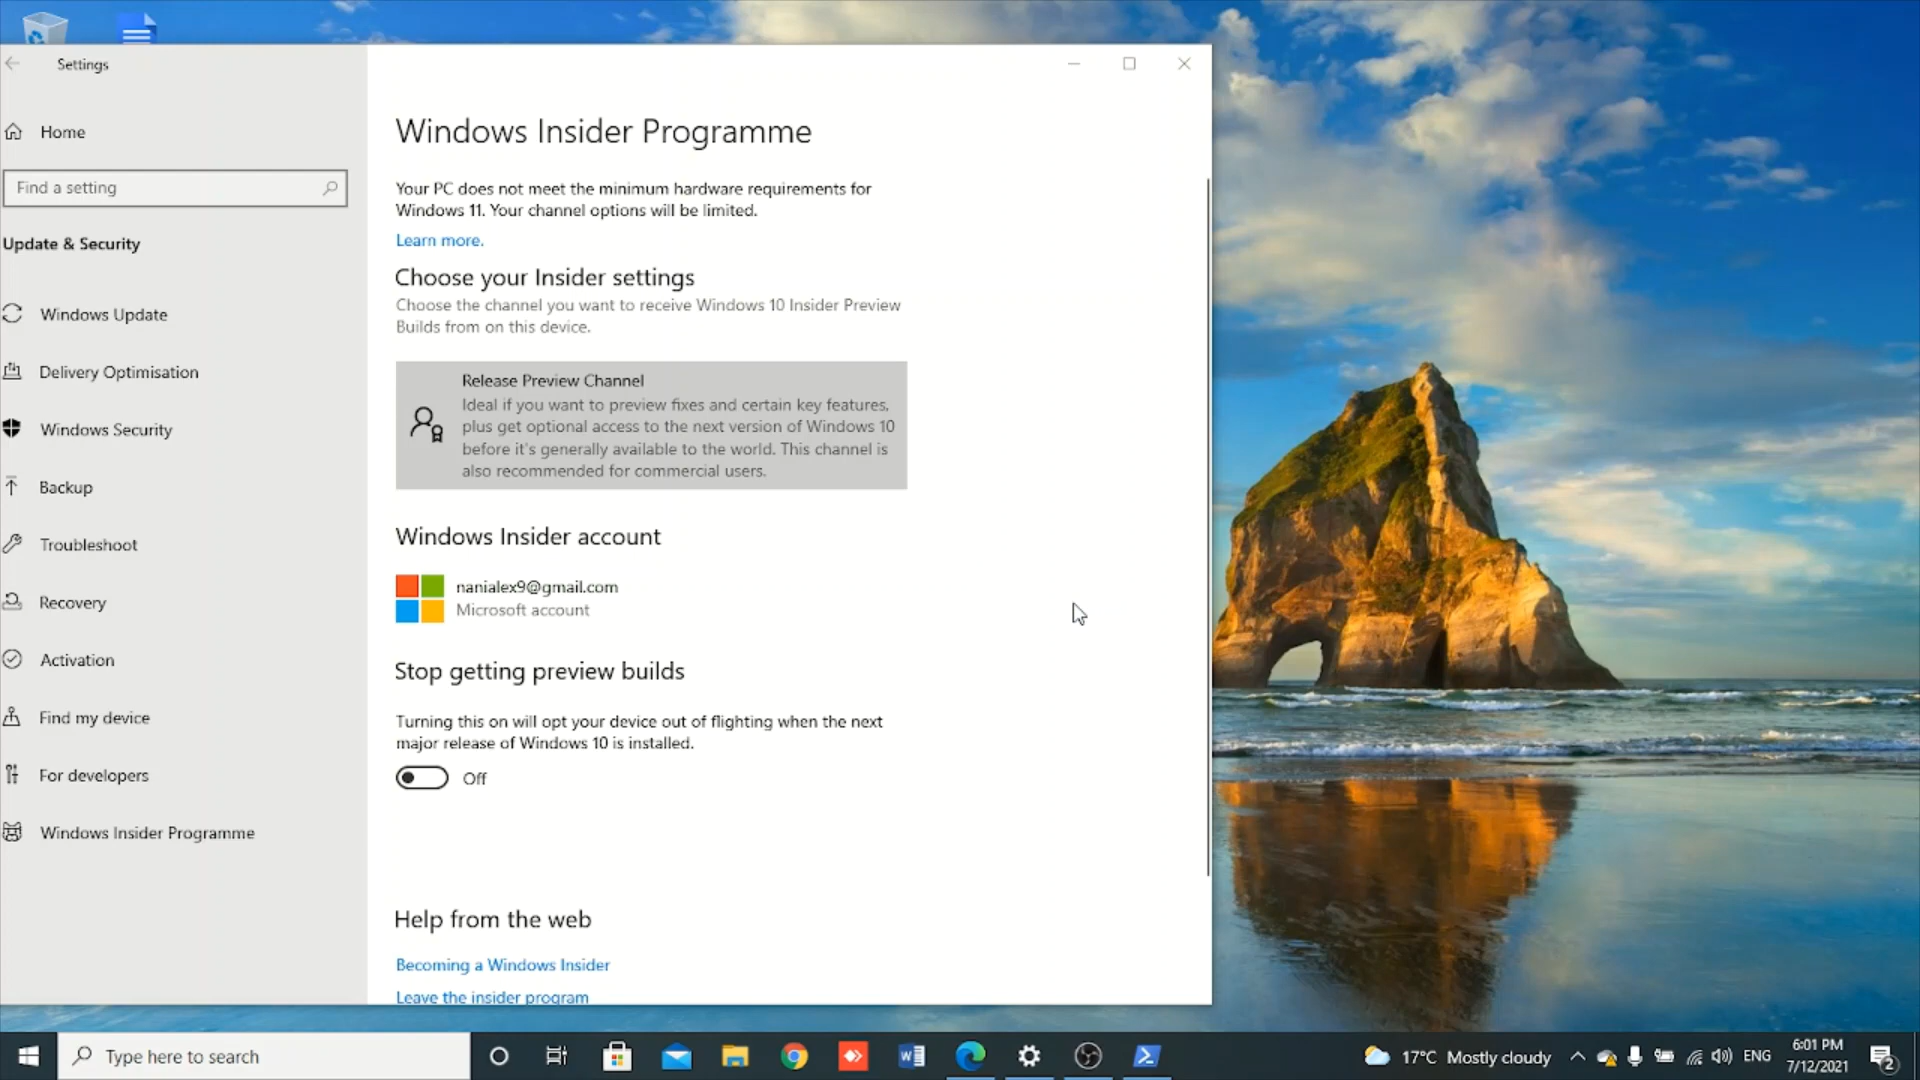 Settings
Home
Find a setting
Update & Security
Windows Update
Delivery Optimisation
Windows Security
Backup
Troubleshoot
Recovery
Activation
Find my device
For developers
Windows Insider Programme
Windows Insider Programme
Your PC does not meet the minimum hardware requirements for
Windows 11. Your channel options will be limited.
Learn more.
Choose your Insider settings
Choose the channel you want to receive Windows 10 Insider Preview
Builds from on this device.
Release Preview Channel
Ideal if you want to preview fixes and certain key features,
plus get optional access to the next version of Windows 10
before it's generally available to the world. This channel is
also recommended for commercial users.
Windows Insider account
nanialex9@gmail.com
Microsoft account
Stop getting preview builds
Turning this on will opt your device out of flighting when the next
major release of Windows 10 is installed.
Off
Help from the web
Becoming a Windows Insider
Leave the insider program
Type here to search
17°C Mostly cloudy
ENG
6:01 PM
7/12/2021
2